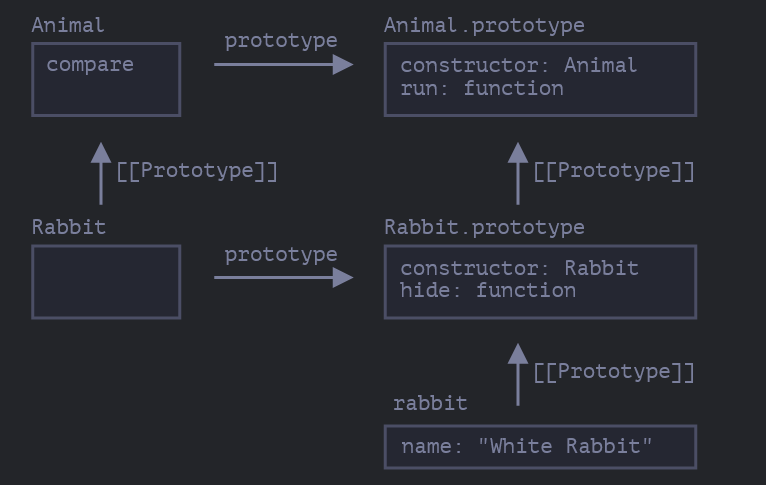 Animal
prototype
Animal.prototype
compare
constructor: Animal
run: function
[[Prototype]]
[[Prototype]]
Rabbit
prototype
Rabbit.prototype
constructor: Rabbit
hide: function
[[Prototype]]
rabbit
name: "White Rabbit"